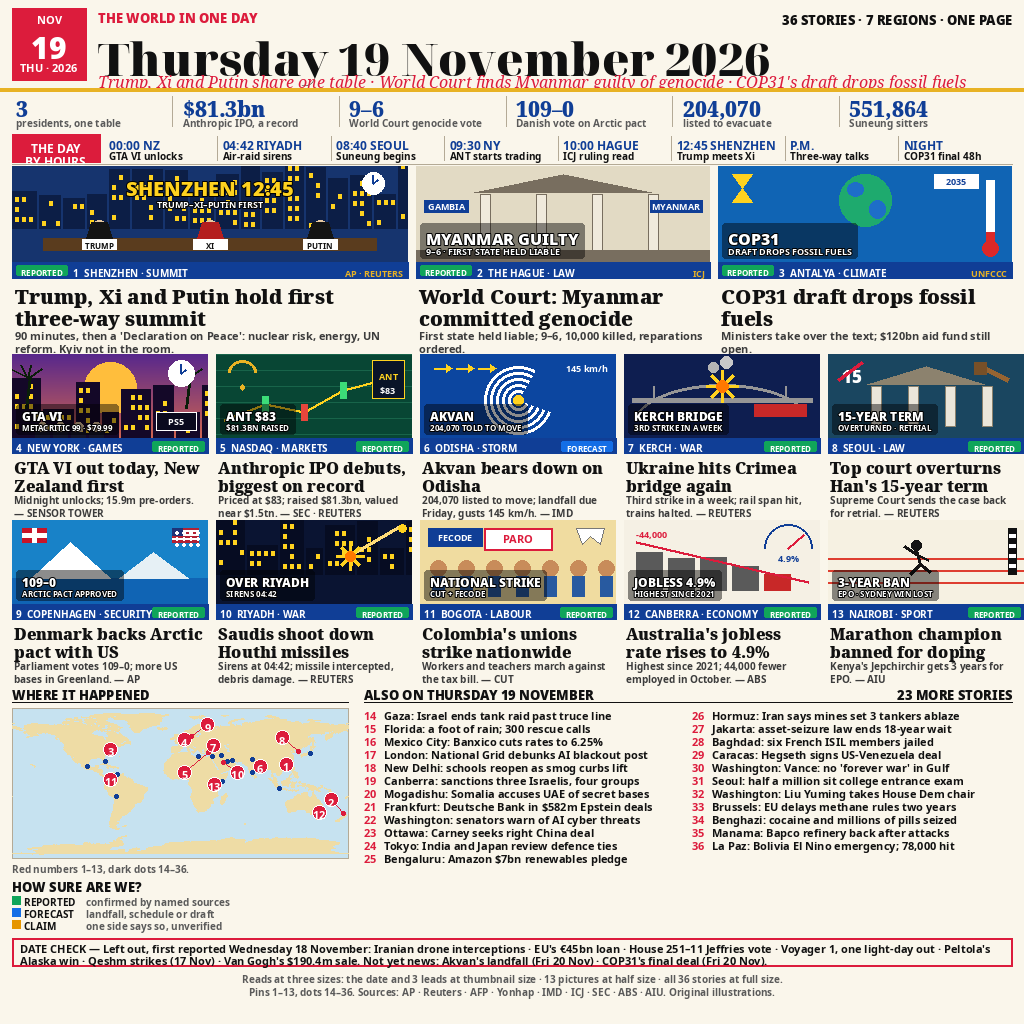 NOV
19
THU · 2026
THE WORLD IN ONE DAY
36 STORIES · 7 REGIONS · ONE PAGE
Thursday 19 November 2026
Trump, Xi and Putin share one table · World Court finds Myanmar guilty of genocide · COP31's draft drops fossil fuels
3
presidents, one table
$81.3bn
Anthropic IPO, a record
9–6
World Court genocide vote
109–0
Danish vote on Arctic pact
204,070
listed to evacuate
551,864
Suneung sitters
THE DAY
BY HOURS
00:00 NZ
GTA VI unlocks
04:42 RIYADH
Air-raid sirens
08:40 SEOUL
Suneung begins
09:30 NY
ANT starts trading
10:00 HAGUE
ICJ ruling read
12:45 SHENZHEN
Trump meets Xi
P.M.
Three-way talks
NIGHT
COP31 final 48h
SHENZHEN 12:45
TRUMP–XI–PUTIN FIRST
TRUMP
XI
PUTIN
REPORTED
1 SHENZHEN · SUMMIT
AP · REUTERS
GAMBIA
MYANMAR
MYANMAR GUILTY
9–6 · FIRST STATE HELD LIABLE
REPORTED
2 THE HAGUE · LAW
ICJ
2035
COP31
DRAFT DROPS FOSSIL FUELS
REPORTED
3 ANTALYA · CLIMATE
UNFCCC
Trump, Xi and Putin hold first
three-way summit
90 minutes, then a 'Declaration on Peace': nuclear risk, energy, UN
reform. Kyiv not in the room.
World Court: Myanmar
committed genocide
First state held liable; 9–6, 10,000 killed, reparations
ordered.
COP31 draft drops fossil
fuels
Ministers take over the text; $120bn aid fund still
open.
GTA VI
METACRITIC 99, $79.99
PS5
4 NEW YORK · GAMES
REPORTED
ANT
$83
ANT $83
$81.3BN RAISED
5 NASDAQ · MARKETS
REPORTED
145 km/h
AKVAN
204,070 TOLD TO MOVE
6 ODISHA · STORM
FORECAST
KERCH BRIDGE
3RD STRIKE IN A WEEK
7 KERCH · WAR
REPORTED
15
15-YEAR TERM
OVERTURNED · RETRIAL
8 SEOUL · LAW
REPORTED
GTA VI out today, New
Zealand first
Midnight unlocks; 15.9m pre-orders.
— SENSOR TOWER
Anthropic IPO debuts,
biggest on record
Priced at $83; raised $81.3bn, valued
near $1.5tn. — SEC · REUTERS
Akvan bears down on
Odisha
204,070 listed to move; landfall due
Friday, gusts 145 km/h. — IMD
Ukraine hits Crimea
bridge again
Third strike in a week; rail span hit,
trains halted. — REUTERS
Top court overturns
Han's 15-year term
Supreme Court sends the case back
for retrial. — REUTERS
109–0
ARCTIC PACT APPROVED
9 COPENHAGEN · SECURITY
REPORTED
OVER RIYADH
SIRENS 04:42
10 RIYADH · WAR
REPORTED
FECODE
PARO
NATIONAL STRIKE
CUT + FECODE
11 BOGOTA · LABOUR
REPORTED
-44,000
4.9%
JOBLESS 4.9%
HIGHEST SINCE 2021
12 CANBERRA · ECONOMY
REPORTED
3-YEAR BAN
EPO · SYDNEY WIN LOST
13 NAIROBI · SPORT
REPORTED
Denmark backs Arctic
pact with US
Parliament votes 109–0; more US
bases in Greenland. — AP
Saudis shoot down
Houthi missiles
Sirens at 04:42; missile intercepted,
debris damage. — REUTERS
Colombia's unions
strike nationwide
Workers and teachers march against
the tax bill. — CUT
Australia's jobless
rate rises to 4.9%
Highest since 2021; 44,000 fewer
employed in October. — ABS
Marathon champion
banned for doping
Kenya's Jepchirchir gets 3 years for
EPO. — AIU
WHERE IT HAPPENED
9
4
7
8
3
5
10
6
1
11
13
2
12
Red numbers 1–13, dark dots 14–36.
ALSO ON THURSDAY 19 NOVEMBER
23 MORE STORIES
14 Gaza: Israel ends tank raid past truce line
15 Florida: a foot of rain; 300 rescue calls
16 Mexico City: Banxico cuts rates to 6.25%
17 London: National Grid debunks AI blackout post
18 New Delhi: schools reopen as smog curbs lift
19 Canberra: sanctions three Israelis, four groups
20 Mogadishu: Somalia accuses UAE of secret bases
21 Frankfurt: Deutsche Bank in $582m Epstein deals
22 Washington: senators warn of AI cyber threats
23 Ottawa: Carney seeks right China deal
24 Tokyo: India and Japan review defence ties
25 Bengaluru: Amazon $7bn renewables pledge
26 Hormuz: Iran says mines set 3 tankers ablaze
27 Jakarta: asset-seizure law ends 18-year wait
28 Baghdad: six French ISIL members jailed
29 Caracas: Hegseth signs US-Venezuela deal
30 Washington: Vance: no 'forever war' in Gulf
31 Seoul: half a million sit college entrance exam
32 Washington: Liu Yuming takes House Dem chair
33 Brussels: EU delays methane rules two years
34 Benghazi: cocaine and millions of pills seized
35 Manama: Bapco refinery back after attacks
36 La Paz: Bolivia El Nino emergency; 78,000 hit
HOW SURE ARE WE?
REPORTED confirmed by named sources
FORECAST landfall, schedule or draft
CLAIM one side says so, unverified
DATE CHECK — Left out, first reported Wednesday 18 November: Iranian drone interceptions · EU's €45bn loan · House 251–11 Jeffries vote · Voyager 1, one light-day out · Peltola's
Alaska win · Qeshm strikes (17 Nov) · Van Gogh's $190.4m sale. Not yet news: Akvan's landfall (Fri 20 Nov) · COP31's final deal (Fri 20 Nov).
Reads at three sizes: the date and 3 leads at thumbnail size · 13 pictures at half size · all 36 stories at full size.
Pins 1–13, dots 14–36. Sources: AP · Reuters · AFP · Yonhap · IMD · ICJ · SEC · ABS · AIU. Original illustrations.